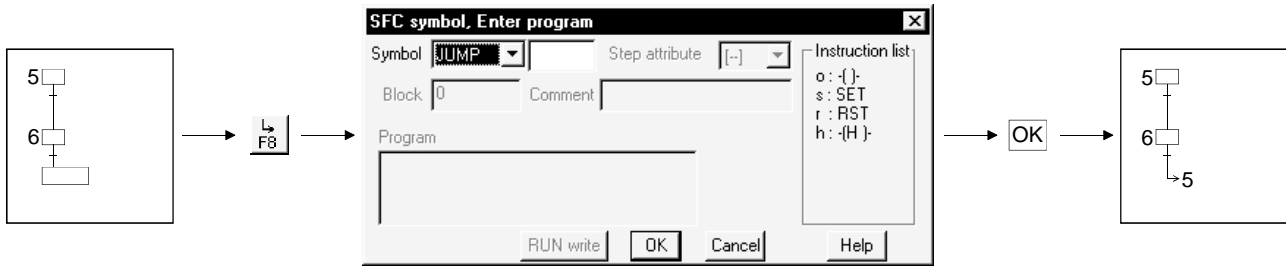 5
6
F8
SFC symbol, Enter program
Symbol JUMP Step attribute [--]
Block 0 Comment
Program
Instruction list
o : -( )-
s : SET
r : RST
h : -(H )-
RUN write OK Cancel Help
OK
5
6
5